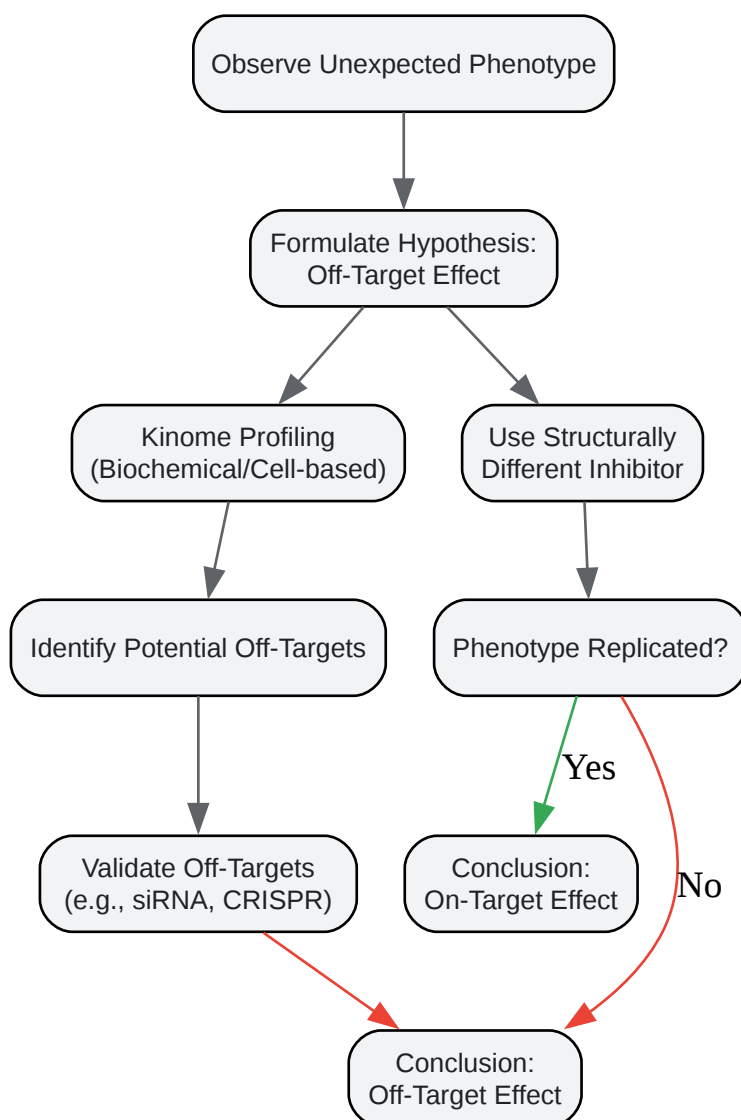 Observe Unexpected Phenotype
Formulate Hypothesis:
Off-Target Effect
Kinome Profiling
(Biochemical/Cell-based)
Use Structurally
Different Inhibitor
Identify Potential Off-Targets
Phenotype Replicated?
Yes
No
Validate Off-Targets
(e.g., siRNA, CRISPR)
Conclusion:
On-Target Effect
Conclusion:
Off-Target Effect